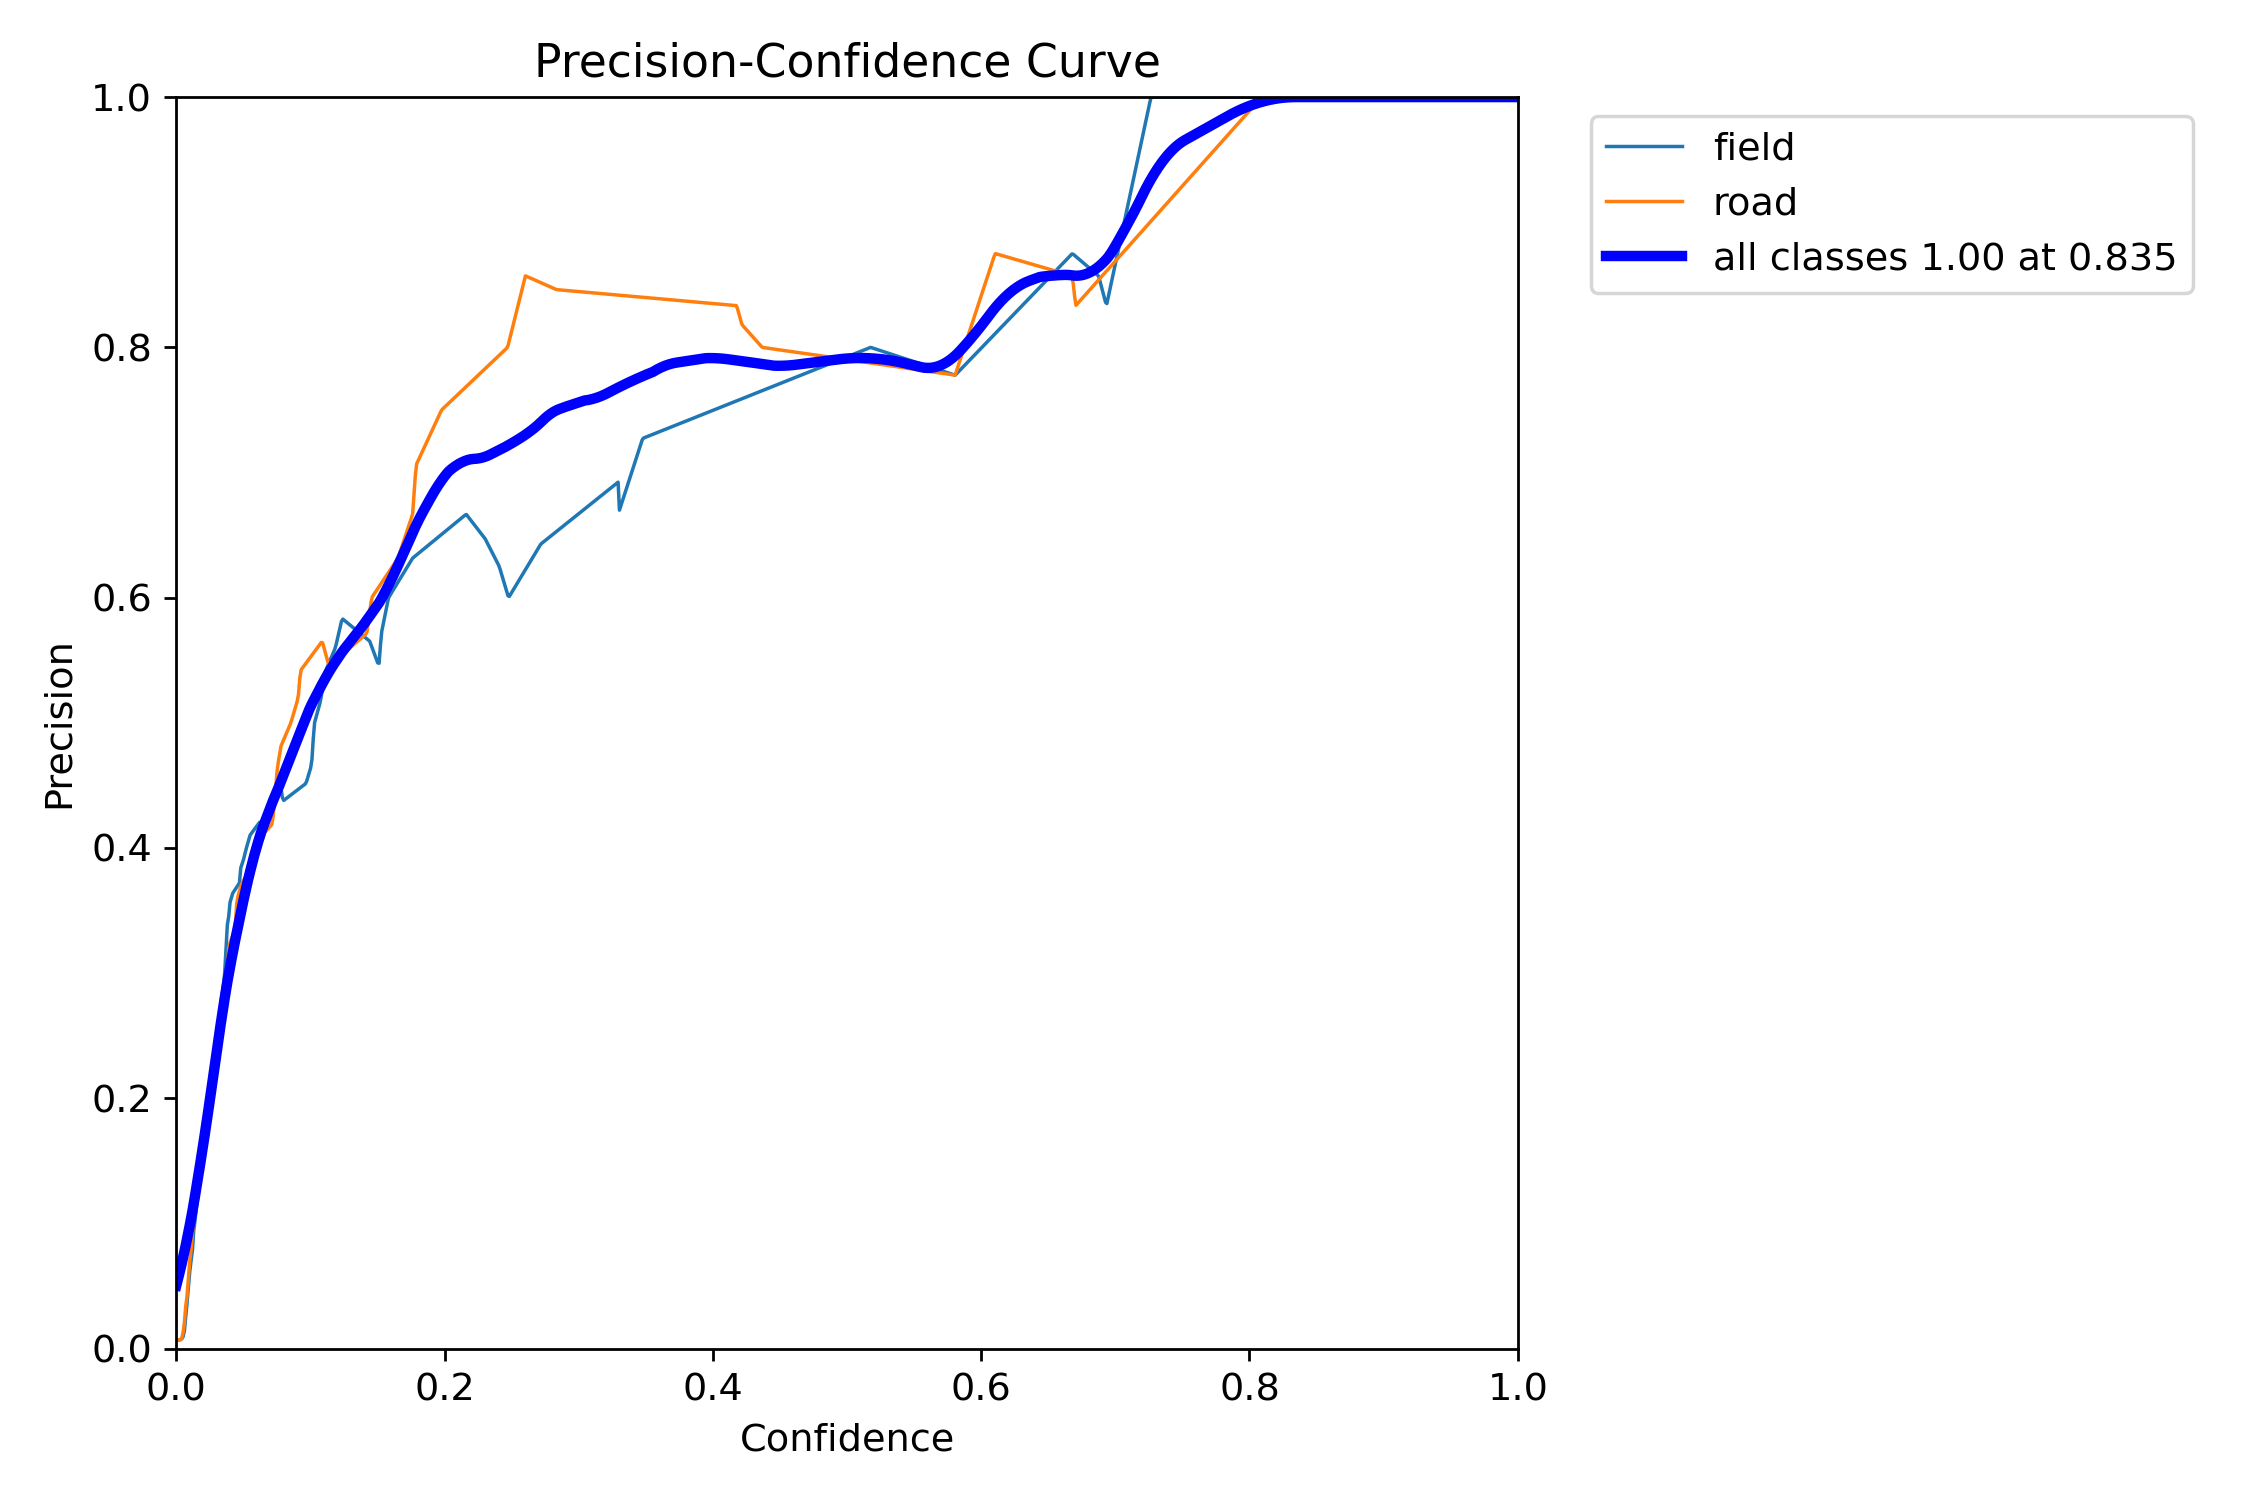 Precision-Confidence Curve
1.0
0.8
0.6
0.4
0.2
0.0
Precision
0.0 0.2 0.4 0.6 0.8 1.0
Confidence
field
road
all classes 1.00 at 0.835